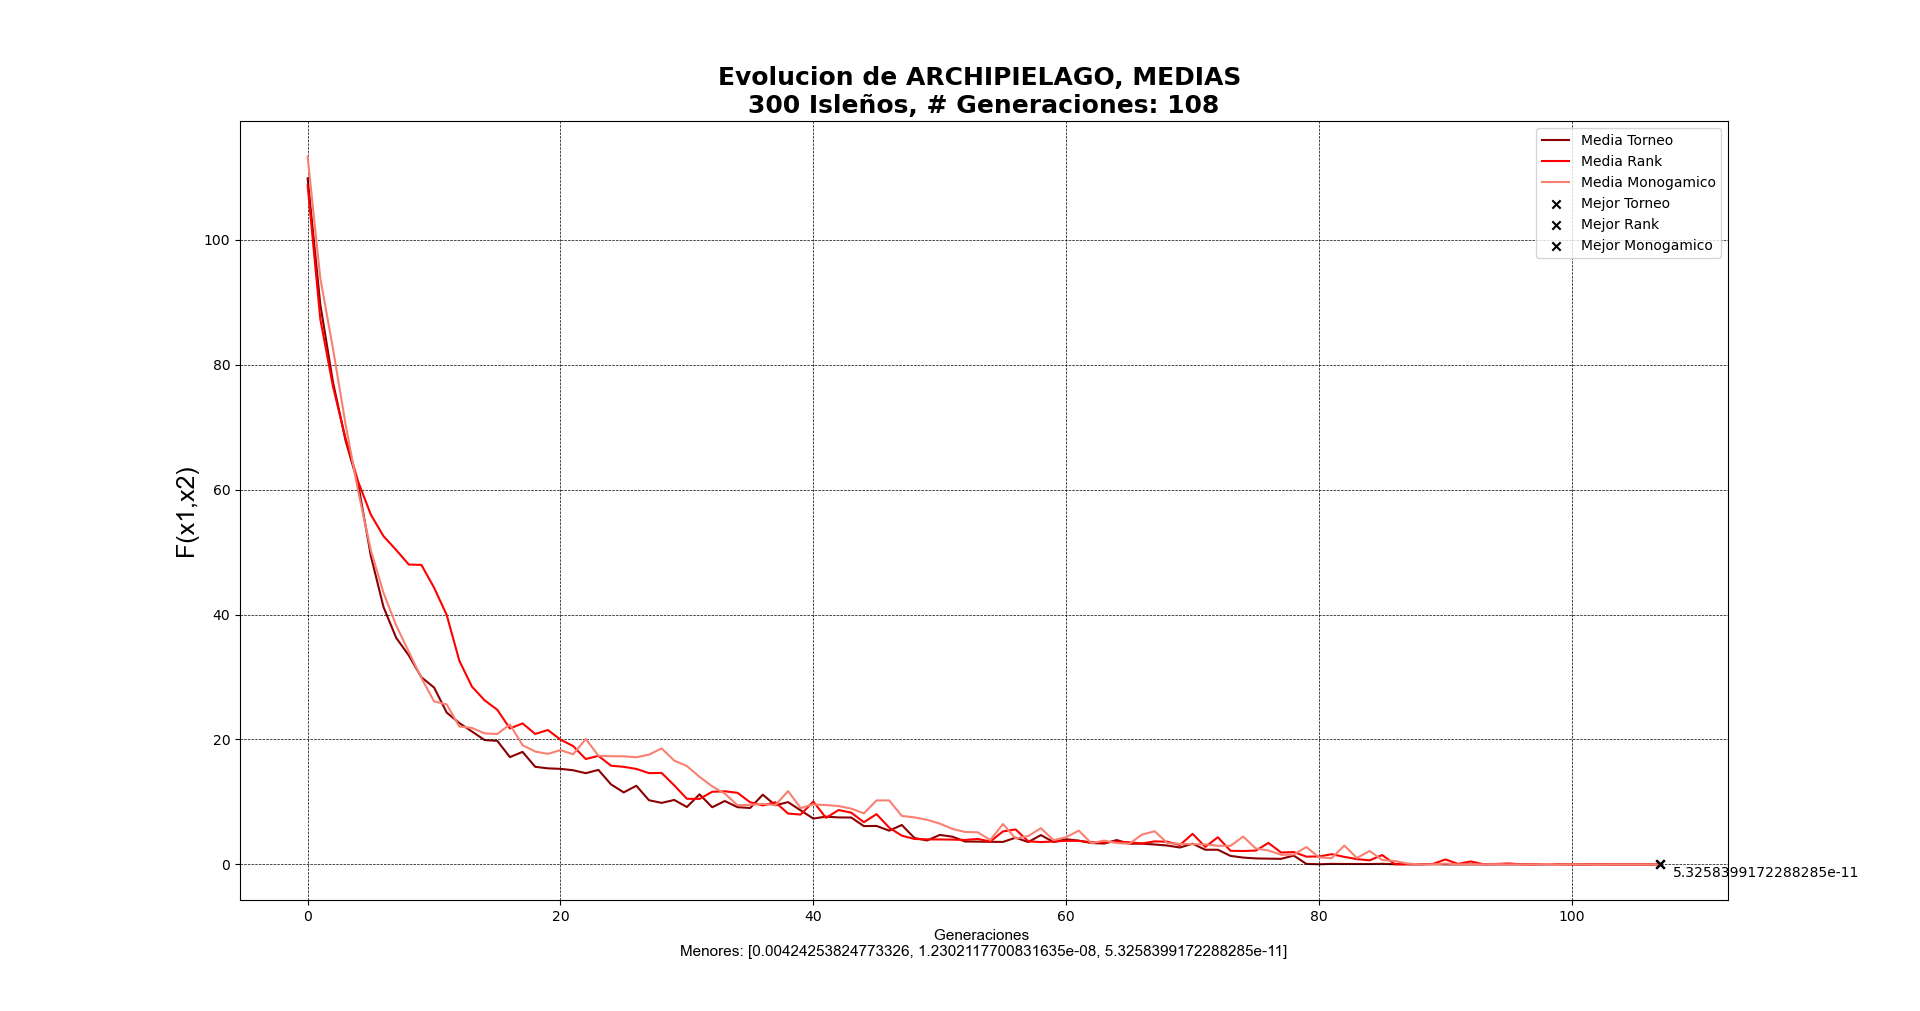 Evolucion de ARCHIPIELAGO, MEDIAS
300 Isleños, # Generaciones: 108
Media Torneo
Media Rank
Media Monogamico
Mejor Torneo
Mejor Rank
Mejor Monogamico
F(x1,x2)
100
80
60
40
20
0
5.3258399172288285e-11
0 20 40 60 80 100
Generaciones
Menores: [0.00424253824773326, 1.2302117700831635e-08, 5.3258399172288285e-11]